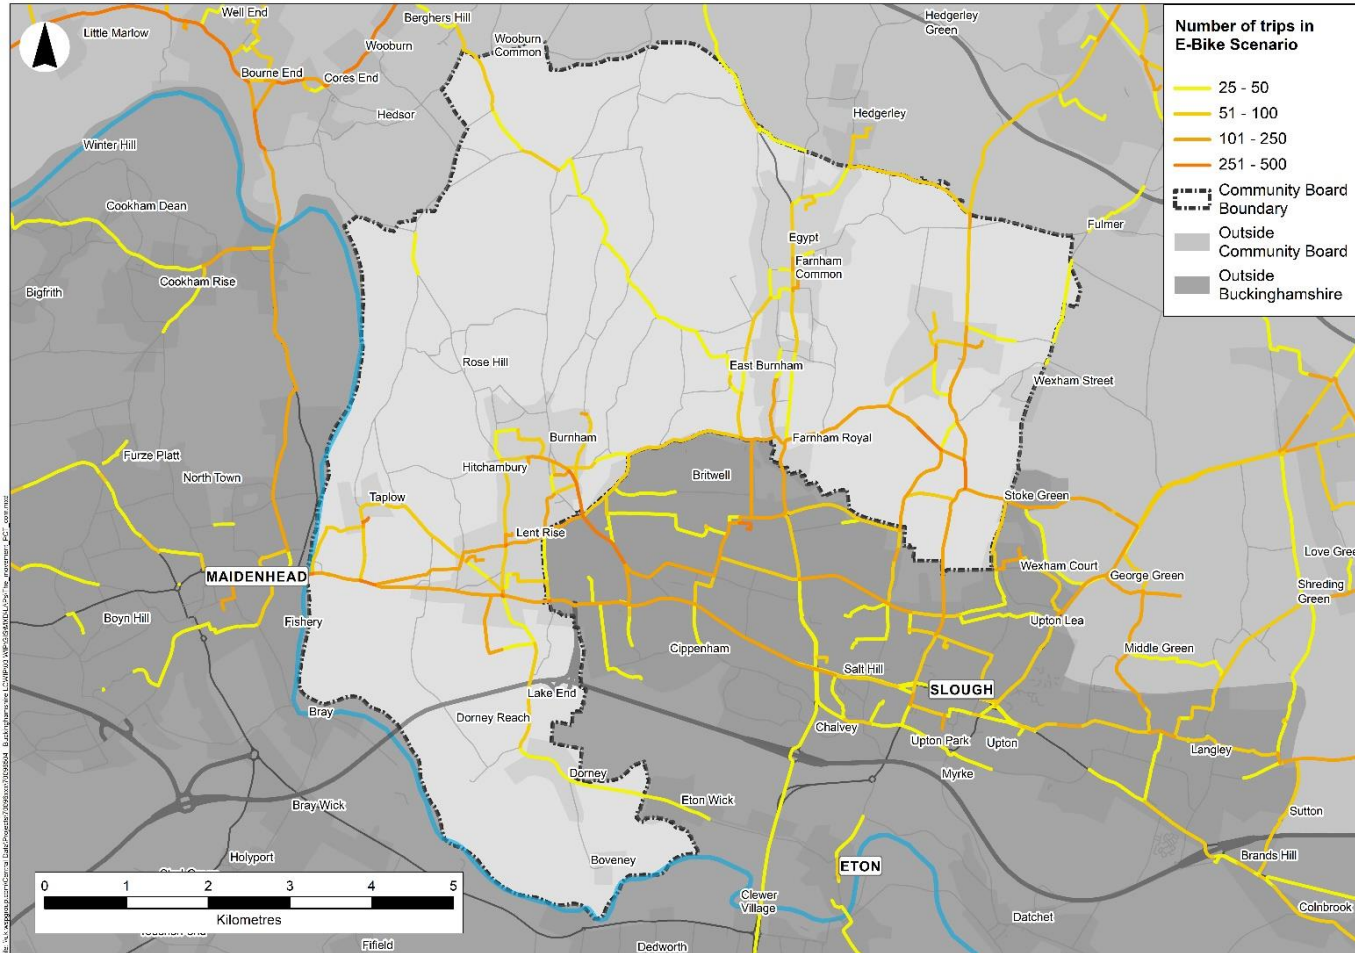 Well End
Berghers Hill
Hedgerley
Green
Little Marlow
Wooburn
Wooburn
Common
Bourne End
Cores End
Hedsor
Hedgerley
Winter Hill
Cookham Dean
Fulmer
Egypt
Farnham
Common
Cookham Rise
Bigfrith
Rose Hill
East Burnham
Wexham Street
Burnham
Farnham Royal
Furze Platt
Hitchambury
North Town
Britwell
Taplow
Stoke Green
Lent Rise
Love Gree
Wexham Court
MAIDENHEAD
George Green
Shreding
Green
Boyn Hill
Fishery
Upton Lea
Cippenham
Middle Green
Salt Hill
SLOUGH
Lake End
Bray
Dorney Reach
Chalvey
Upton Park
Upton
Langley
Dorney
Myrke
Eton Wick
Bray Wick
Sutton
Holyport
Boveney
ETON
Brands Hill
Clewer
Village
Colnbrook
Datchet
Fifield
Dedworth
Number of trips in
E-Bike Scenario
25 - 50
51 - 100
101 - 250
251 - 500
Community Board
Boundary
Outside
Community Board
Outside
Buckinghamshire
0 1 2 3 4 5
Kilometres